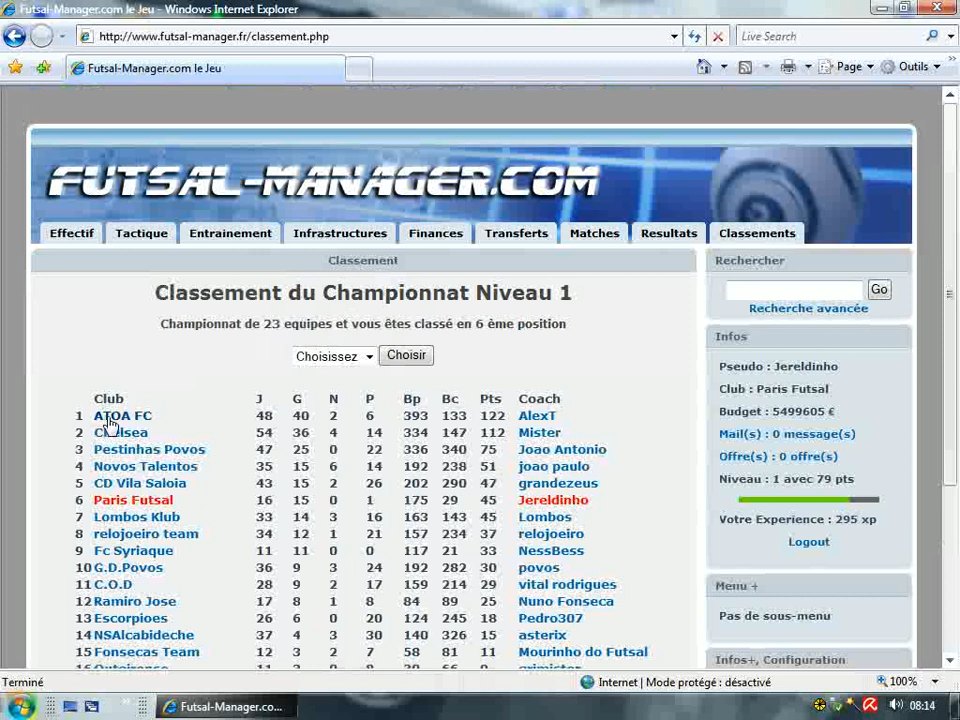 Futsal-Manager.com le Jeu - Windows Internet Explorer
http://www.futsal-manager.fr/classement.php
Live Search
Futsal-Manager.com le Jeu
Page
Outils
FUTSAL-MANAGER.COM
Effectif Tactique Entrainement Infrastructures Finances Transferts Matches Resultats Classements
Classement
Classement du Championnat Niveau 1
Championnat de 23 equipes et vous êtes classé en 6 ème position
Choisissez Choisir
Club J G N P Bp Bc Pts Coach
1 ATOA FC 48 40 2 6 393 133 122 AlexT
2 Chelsea 54 36 4 14 334 147 112 Mister
3 Pestinhas Povos 47 25 0 22 336 340 75 Joao Antonio
4 Novos Talentos 35 15 6 14 192 238 51 joao paulo
5 CD Vila Saloia 43 15 2 26 202 290 47 grandezeus
6 Paris Futsal 16 15 0 1 175 29 45 Jereldinho
7 Lombos Klub 33 14 3 16 163 143 45 Lombos
8 relojoeiro team 34 12 1 21 157 234 37 relojoeiro
9 Fc Syriaque 11 11 0 0 117 21 33 NessBess
10 G.D.Povos 36 9 3 24 192 282 30 povos
11 C.O.D 28 9 2 17 159 214 29 vital rodrigues
12 Ramiro Jose 17 8 1 8 84 89 25 Nuno Fonseca
13 Escorpioes 26 6 0 20 124 245 18 Pedro307
14 NSAlcabideche 37 4 3 30 140 326 15 asterix
15 Fonsecas Team 12 3 2 7 58 81 11 Mourinho do Futsal
Rechercher
Go
Recherche avancée
Infos
Pseudo : Jereldinho
Club : Paris Futsal
Budget : 5499605 €
Mail(s) : 0 message(s)
Offre(s) : 0 offre(s)
Niveau : 1 avec 79 pts
Votre Experience : 295 xp
Logout
Menu +
Pas de sous-menu
Infos+, Configuration
Terminé
Internet | Mode protégé : désactivé
100%
Futsal-Manager.co...
08:14